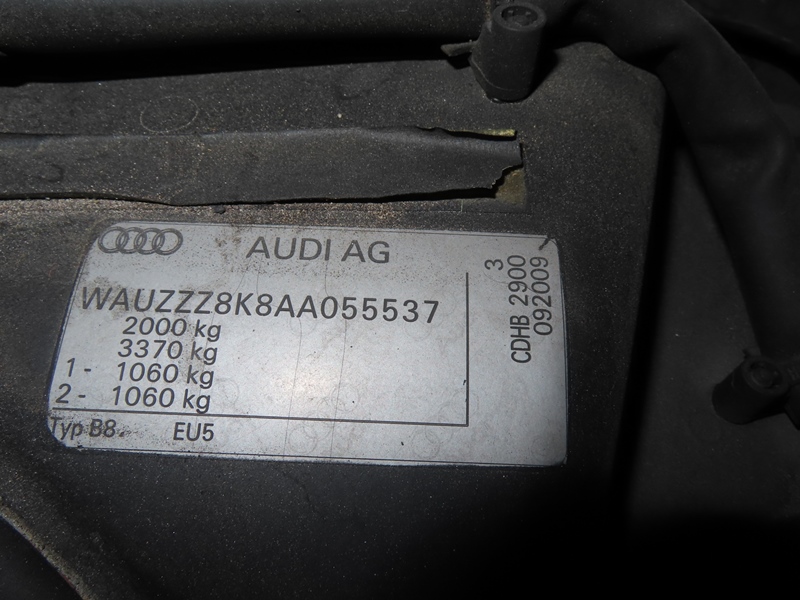 AUDI AG
WAUZZZ8K8AA055537
2000 kg
3370 kg
1- 1060 kg
2- 1060 kg
Typ B8. EU5
3
CDHB 2900
092009